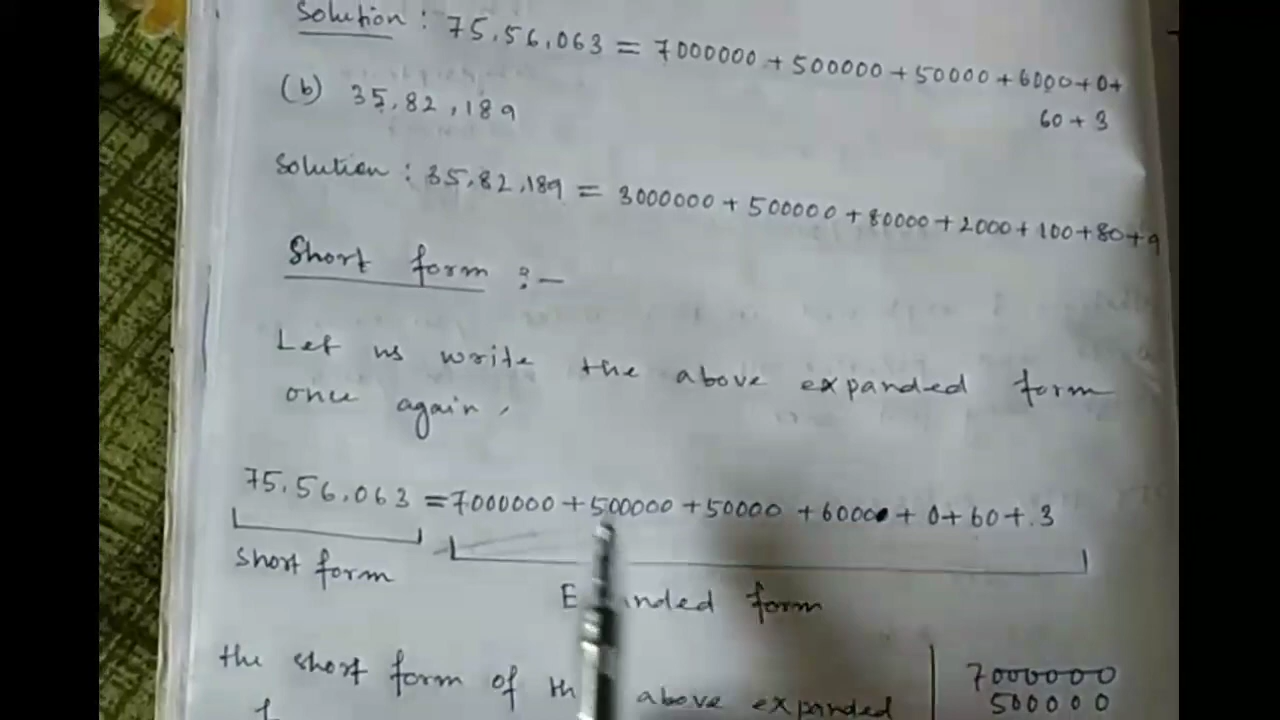 Solution : 75,56,063 = 7000000 + 500000 + 50000 + 6000 + 0 +
60 + 3
(b) 35,82,189
Solution : 35,82,189 = 3000000 + 500000 + 80000 + 2000 + 100 + 80 + 9
Short form :-
Let us write the above expanded form
once again,
75,56,063 = 7000000 + 500000 + 50000 + 6000 + 0 + 60 + 3
Short form
form
the short form of above expanded
7000000
500000